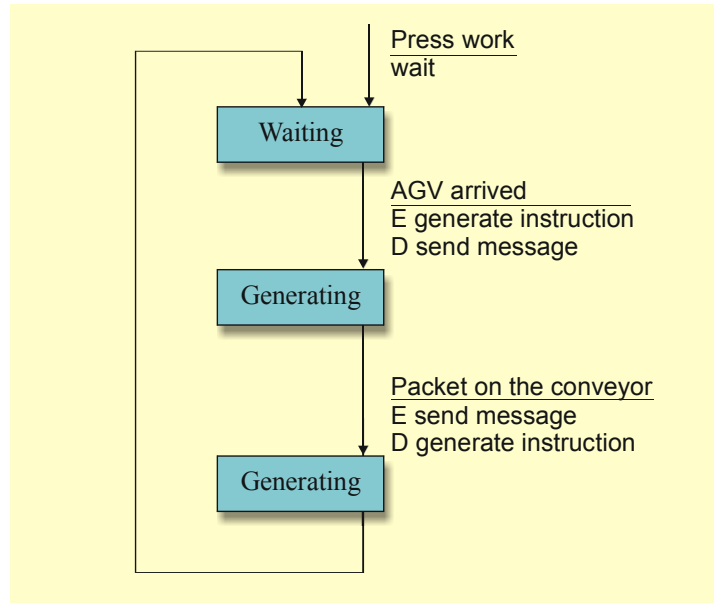 Press work
wait
Waiting
AGV arrived
E generate instruction
D send message
Generating
Packet on the conveyor
E send message
D generate instruction
Generating